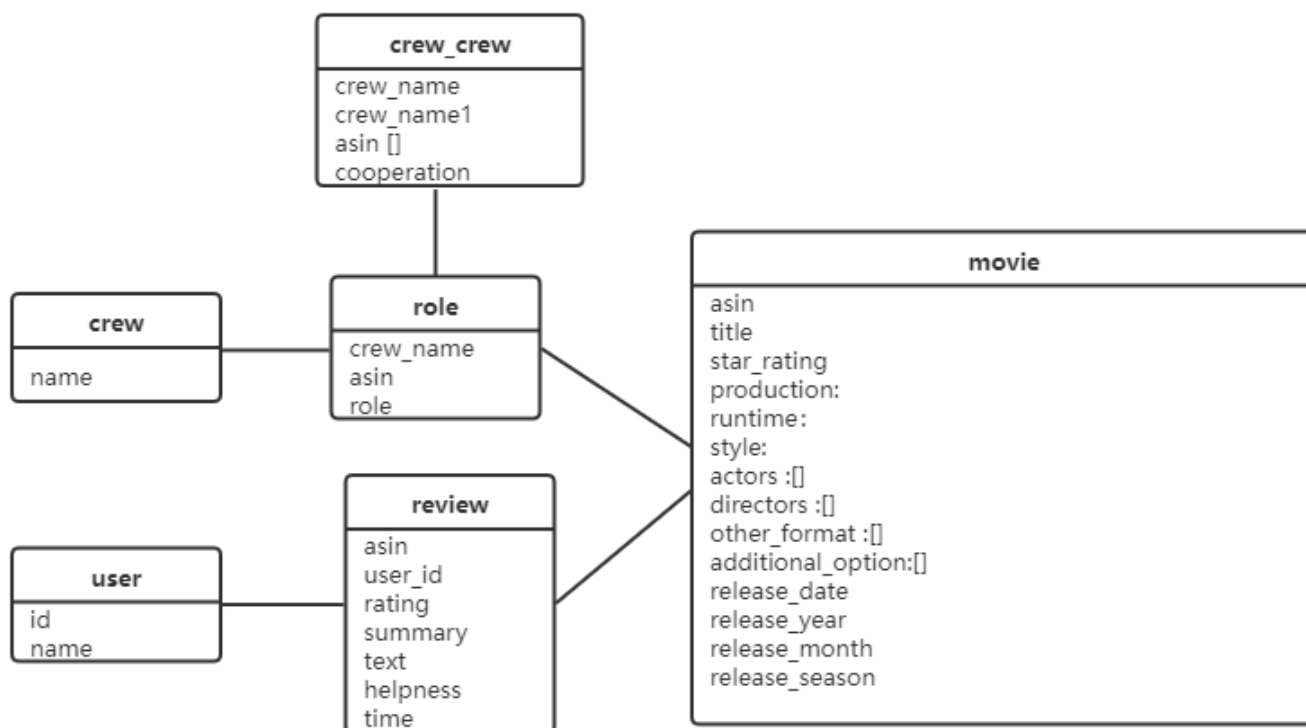 crew_crew
crew_name
crew_name1
asin []
cooperation
crew
name
role
crew_name
asin
role
movie
asin
title
star_rating
production:
runtime:
style:
actors :[]
directors :[]
other_format :[]
additional_option:[]
release_date
release_year
release_month
release_season
review
asin
user_id
rating
summary
text
helpness
time
user
id
name